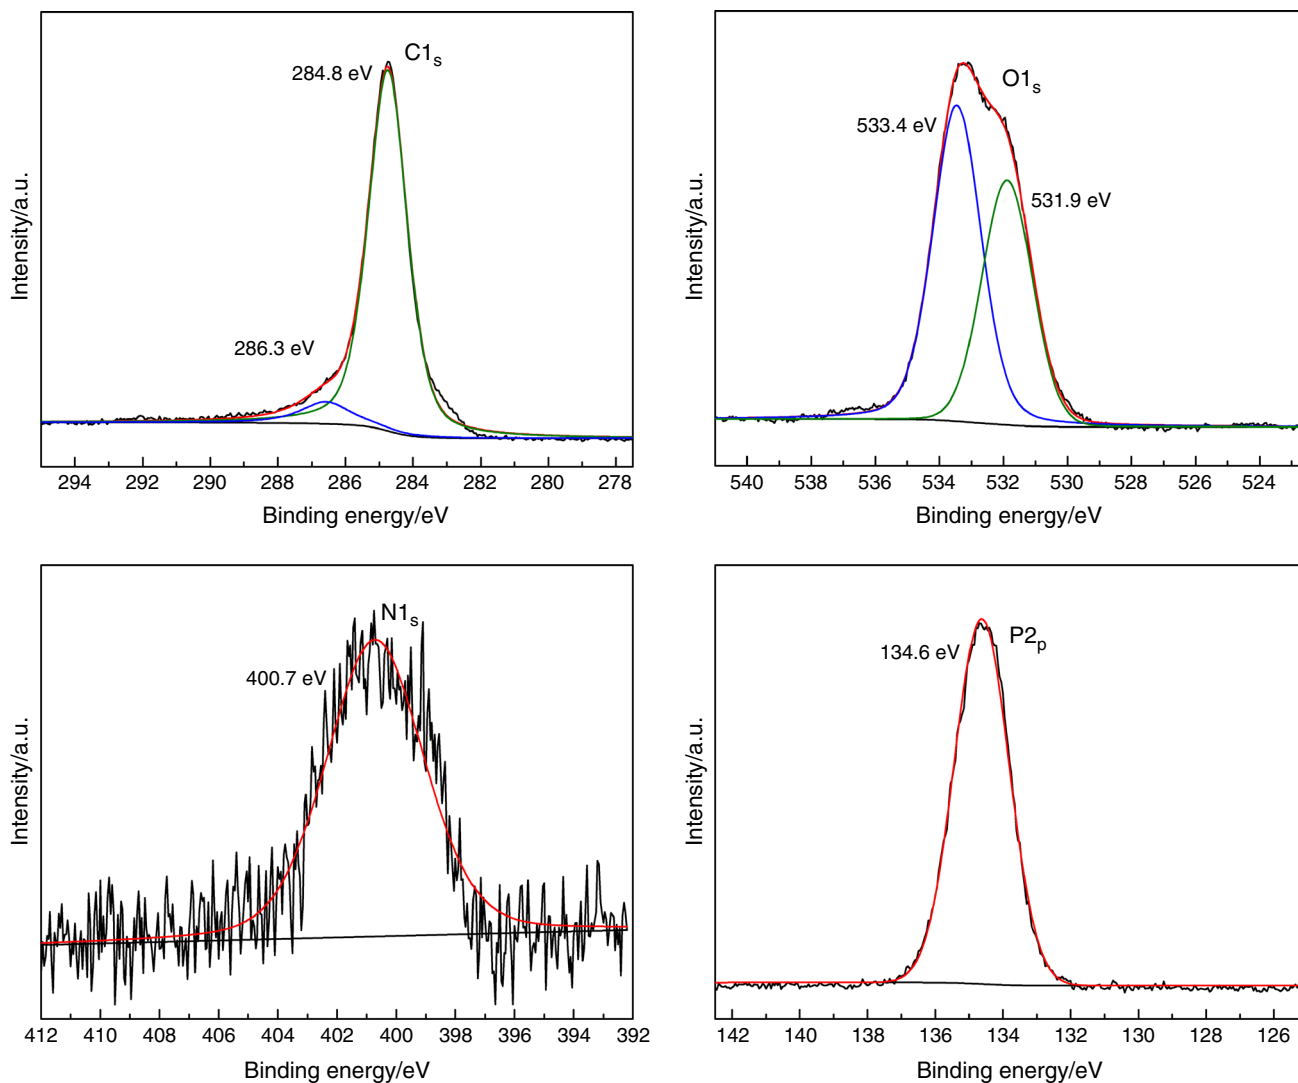 C1s
284.8 eV
286.3 eV
Intensity/a.u.
294 292 290 288 286 284 282 280 278
Binding energy/eV
O1s
533.4 eV
531.9 eV
Intensity/a.u.
540 538 536 534 532 530 528 526 524
Binding energy/eV
N1s
400.7 eV
Intensity/a.u.
412 410 408 406 404 402 400 398 396 394 392
Binding energy/eV
P2p
134.6 eV
Intensity/a.u.
142 140 138 136 134 132 130 128 126
Binding energy/eV